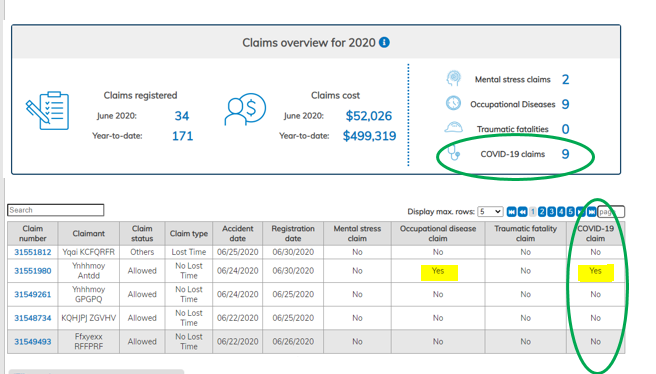 Claims overview for 2020 i
Claims registered
June 2020: 34
Year-to-date: 171
Claims cost
June 2020: $52,026
Year-to-date: $499,319
Mental stress claims 2
Occupational Diseases 9
Traumatic fatalities 0
COVID-19 claims 9
Search
Display max. rows: 5 1 2 3 4 5 pag
Claim number Claimant Claim status Claim type Accident date Registration date Mental stress claim Occupational disease claim Traumatic fatality claim COVID-19 claim
31551812 Yqai KCFQRFR Others Lost Time 06/25/2020 06/30/2020 No No No No
31551980 Ynhhmoy Antdd Allowed No Lost Time 06/24/2020 06/30/2020 No Yes No Yes
31549261 Ynhhmoy GPGPQ Allowed No Lost Time 06/24/2020 06/25/2020 No No No No
31548734 KQHJPJ ZGVHV Allowed No Lost Time 06/22/2020 06/25/2020 No No No No
31549493 Ffxyexx RFFPRF Allowed No Lost Time 06/22/2020 06/26/2020 No No No No